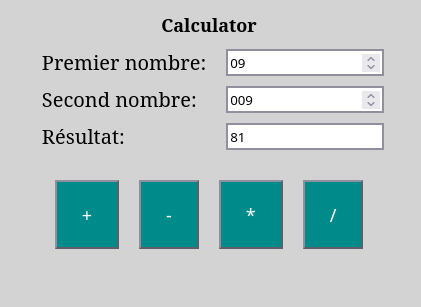 Calculator
Premier nombre: 09
Second nombre: 009
Résultat: 81
+ - * /